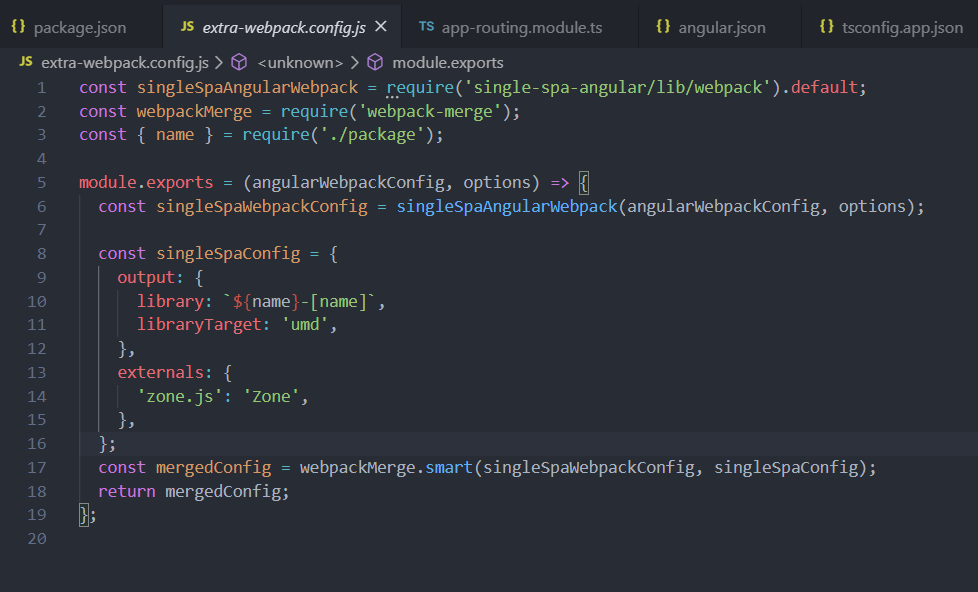 {} package.json JS extra-webpack.config.js × TS app-routing.module.ts {} angular.json {} tsconfig.app.json
JS extra-webpack.config.js > <unknown> > module.exports
1 const singleSpaAngularWebpack = require('single-spa-angular/lib/webpack').default;
2 const webpackMerge = require('webpack-merge');
3 const { name } = require('./package');
4
5 module.exports = (angularWebpackConfig, options) => {
6 const singleSpaWebpackConfig = singleSpaAngularWebpack(angularWebpackConfig, options);
7
8 const singleSpaConfig = {
9 output: {
10 library: `${name}-[name]`,
11 libraryTarget: 'umd',
12 },
13 externals: {
14 'zone.js': 'Zone',
15 },
16 };
17 const mergedConfig = webpackMerge.smart(singleSpaWebpackConfig, singleSpaConfig);
18 return mergedConfig;
19 };
20